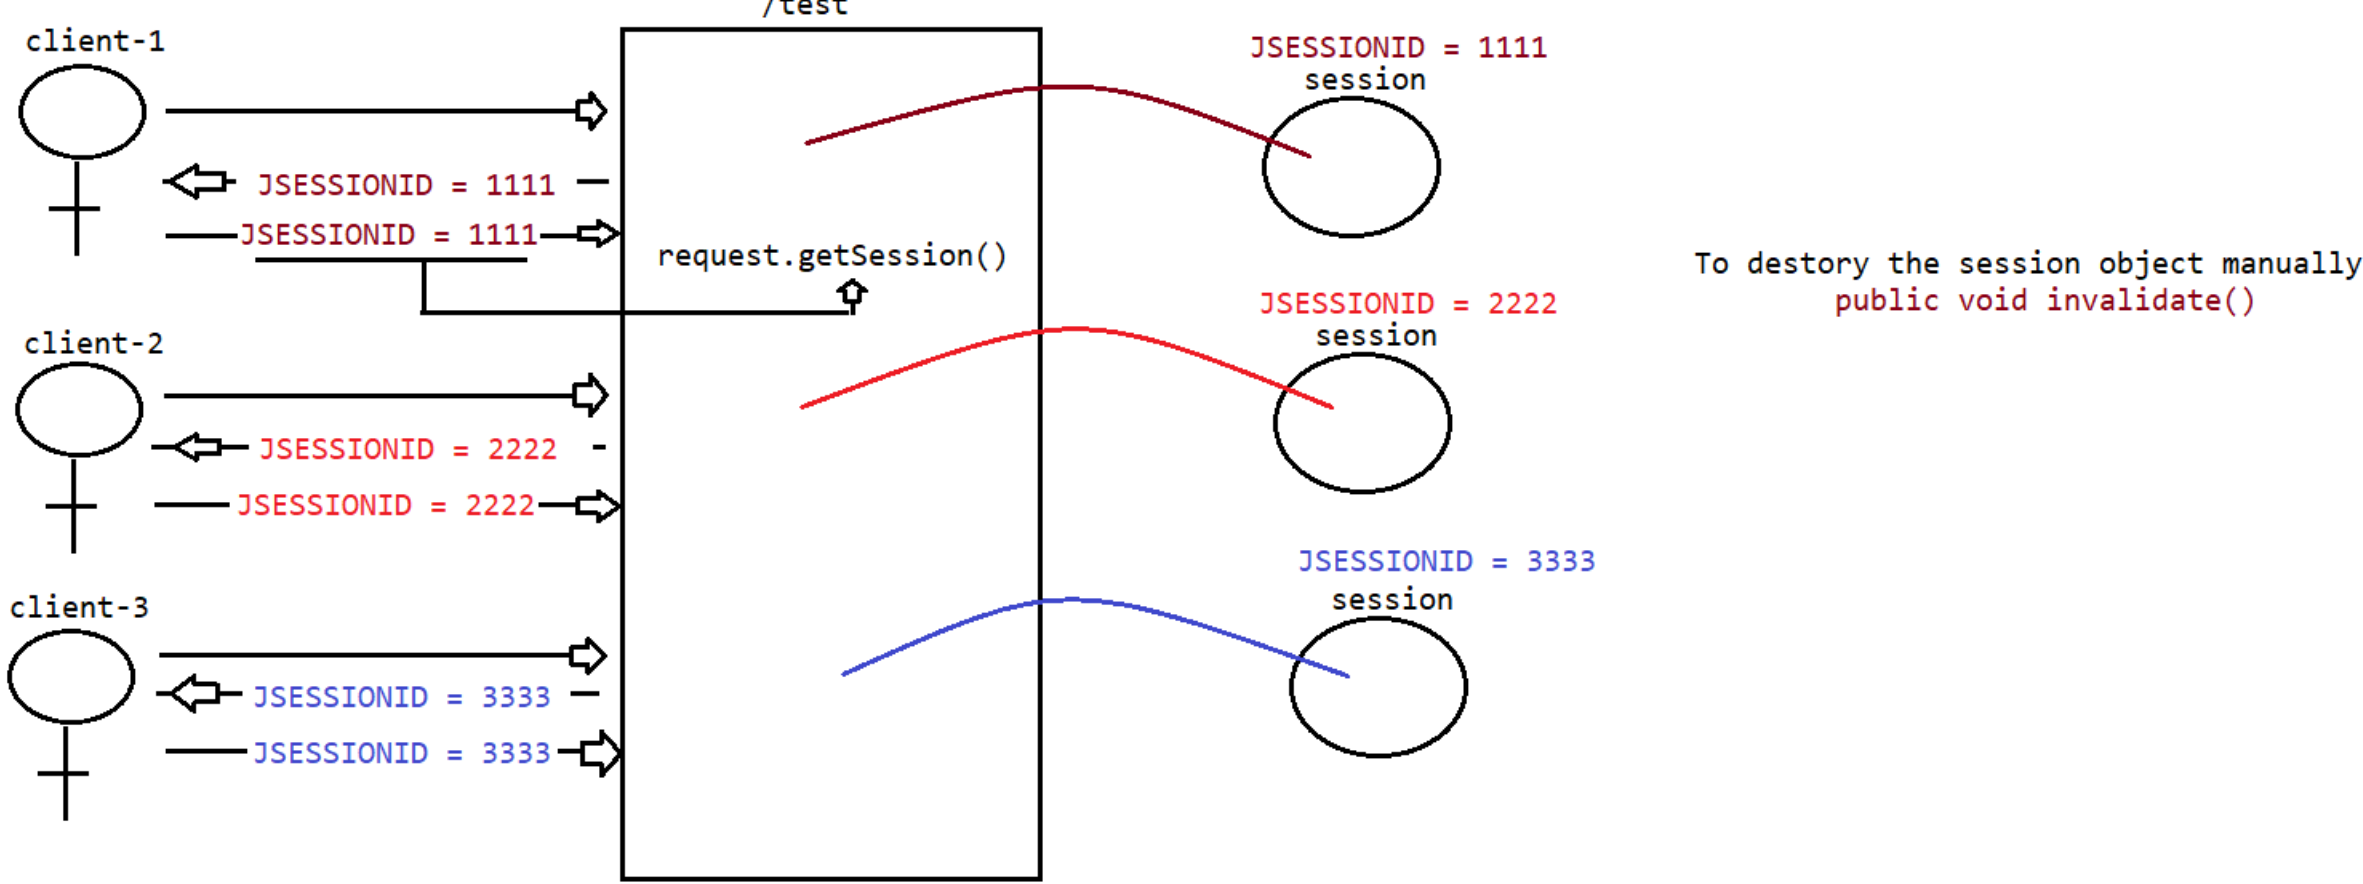 /test
client-1
JSESSIONID = 1111
session
JSESSIONID = 1111
JSESSIONID = 1111
request.getSession()
To destory the session object manually
public void invalidate()
JSESSIONID = 2222
session
client-2
JSESSIONID = 2222
JSESSIONID = 2222
JSESSIONID = 3333
session
client-3
JSESSIONID = 3333
JSESSIONID = 3333